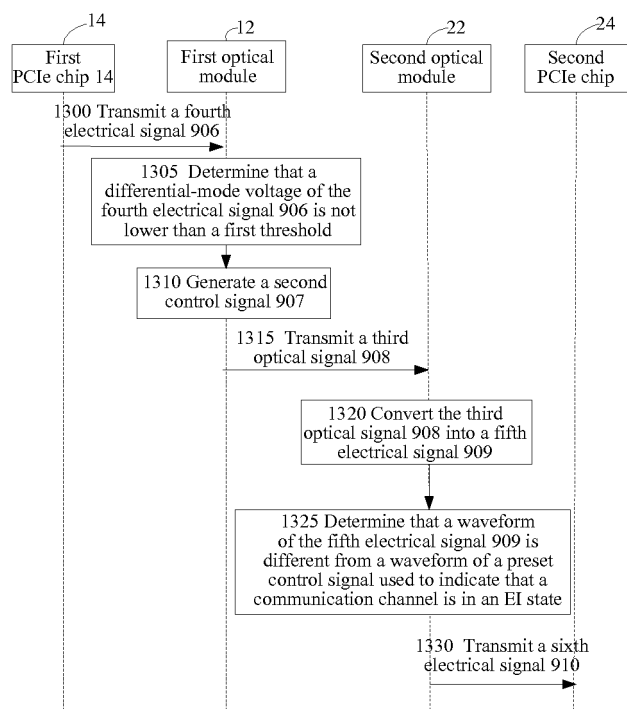 14
12
22
24
First
PCIe chip 14
First optical
module
Second optical
module
Second
PCIe chip
1300 Transmit a fourth
electrical signal 906
1305 Determine that a
differential-mode voltage of the
fourth electrical signal 906 is not
lower than a first threshold
1310 Generate a second
control signal 907
1315 Transmit a third
optical signal 908
1320 Convert the third
optical signal 908 into a fifth
electrical signal 909
1325 Determine that a waveform
of the fifth electrical signal 909 is
different from a waveform of a preset
control signal used to indicate that a
communication channel is in an EI state
1330 Transmit a sixth
electrical signal 910